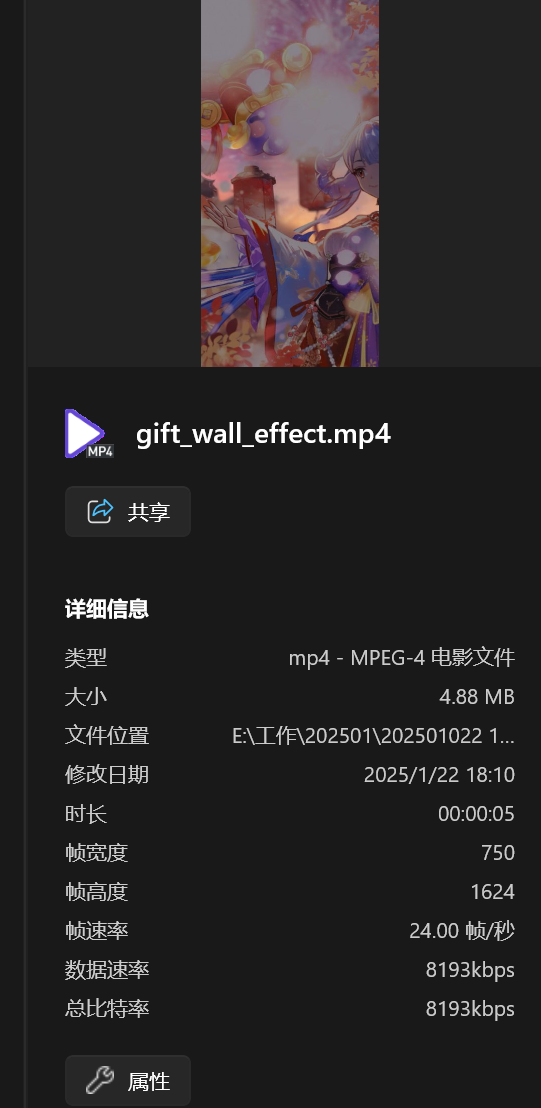 MP4
gift_wall_effect.mp4
共享
详细信息
类型 mp4 - MPEG-4 电影文件
大小 4.88 MB
文件位置 E:\工作\202501\202501022 1...
修改日期 2025/1/22 18:10
时长 00:00:05
帧宽度 750
帧高度 1624
帧速率 24.00 帧/秒
数据速率 8193kbps
总比特率 8193kbps
属性